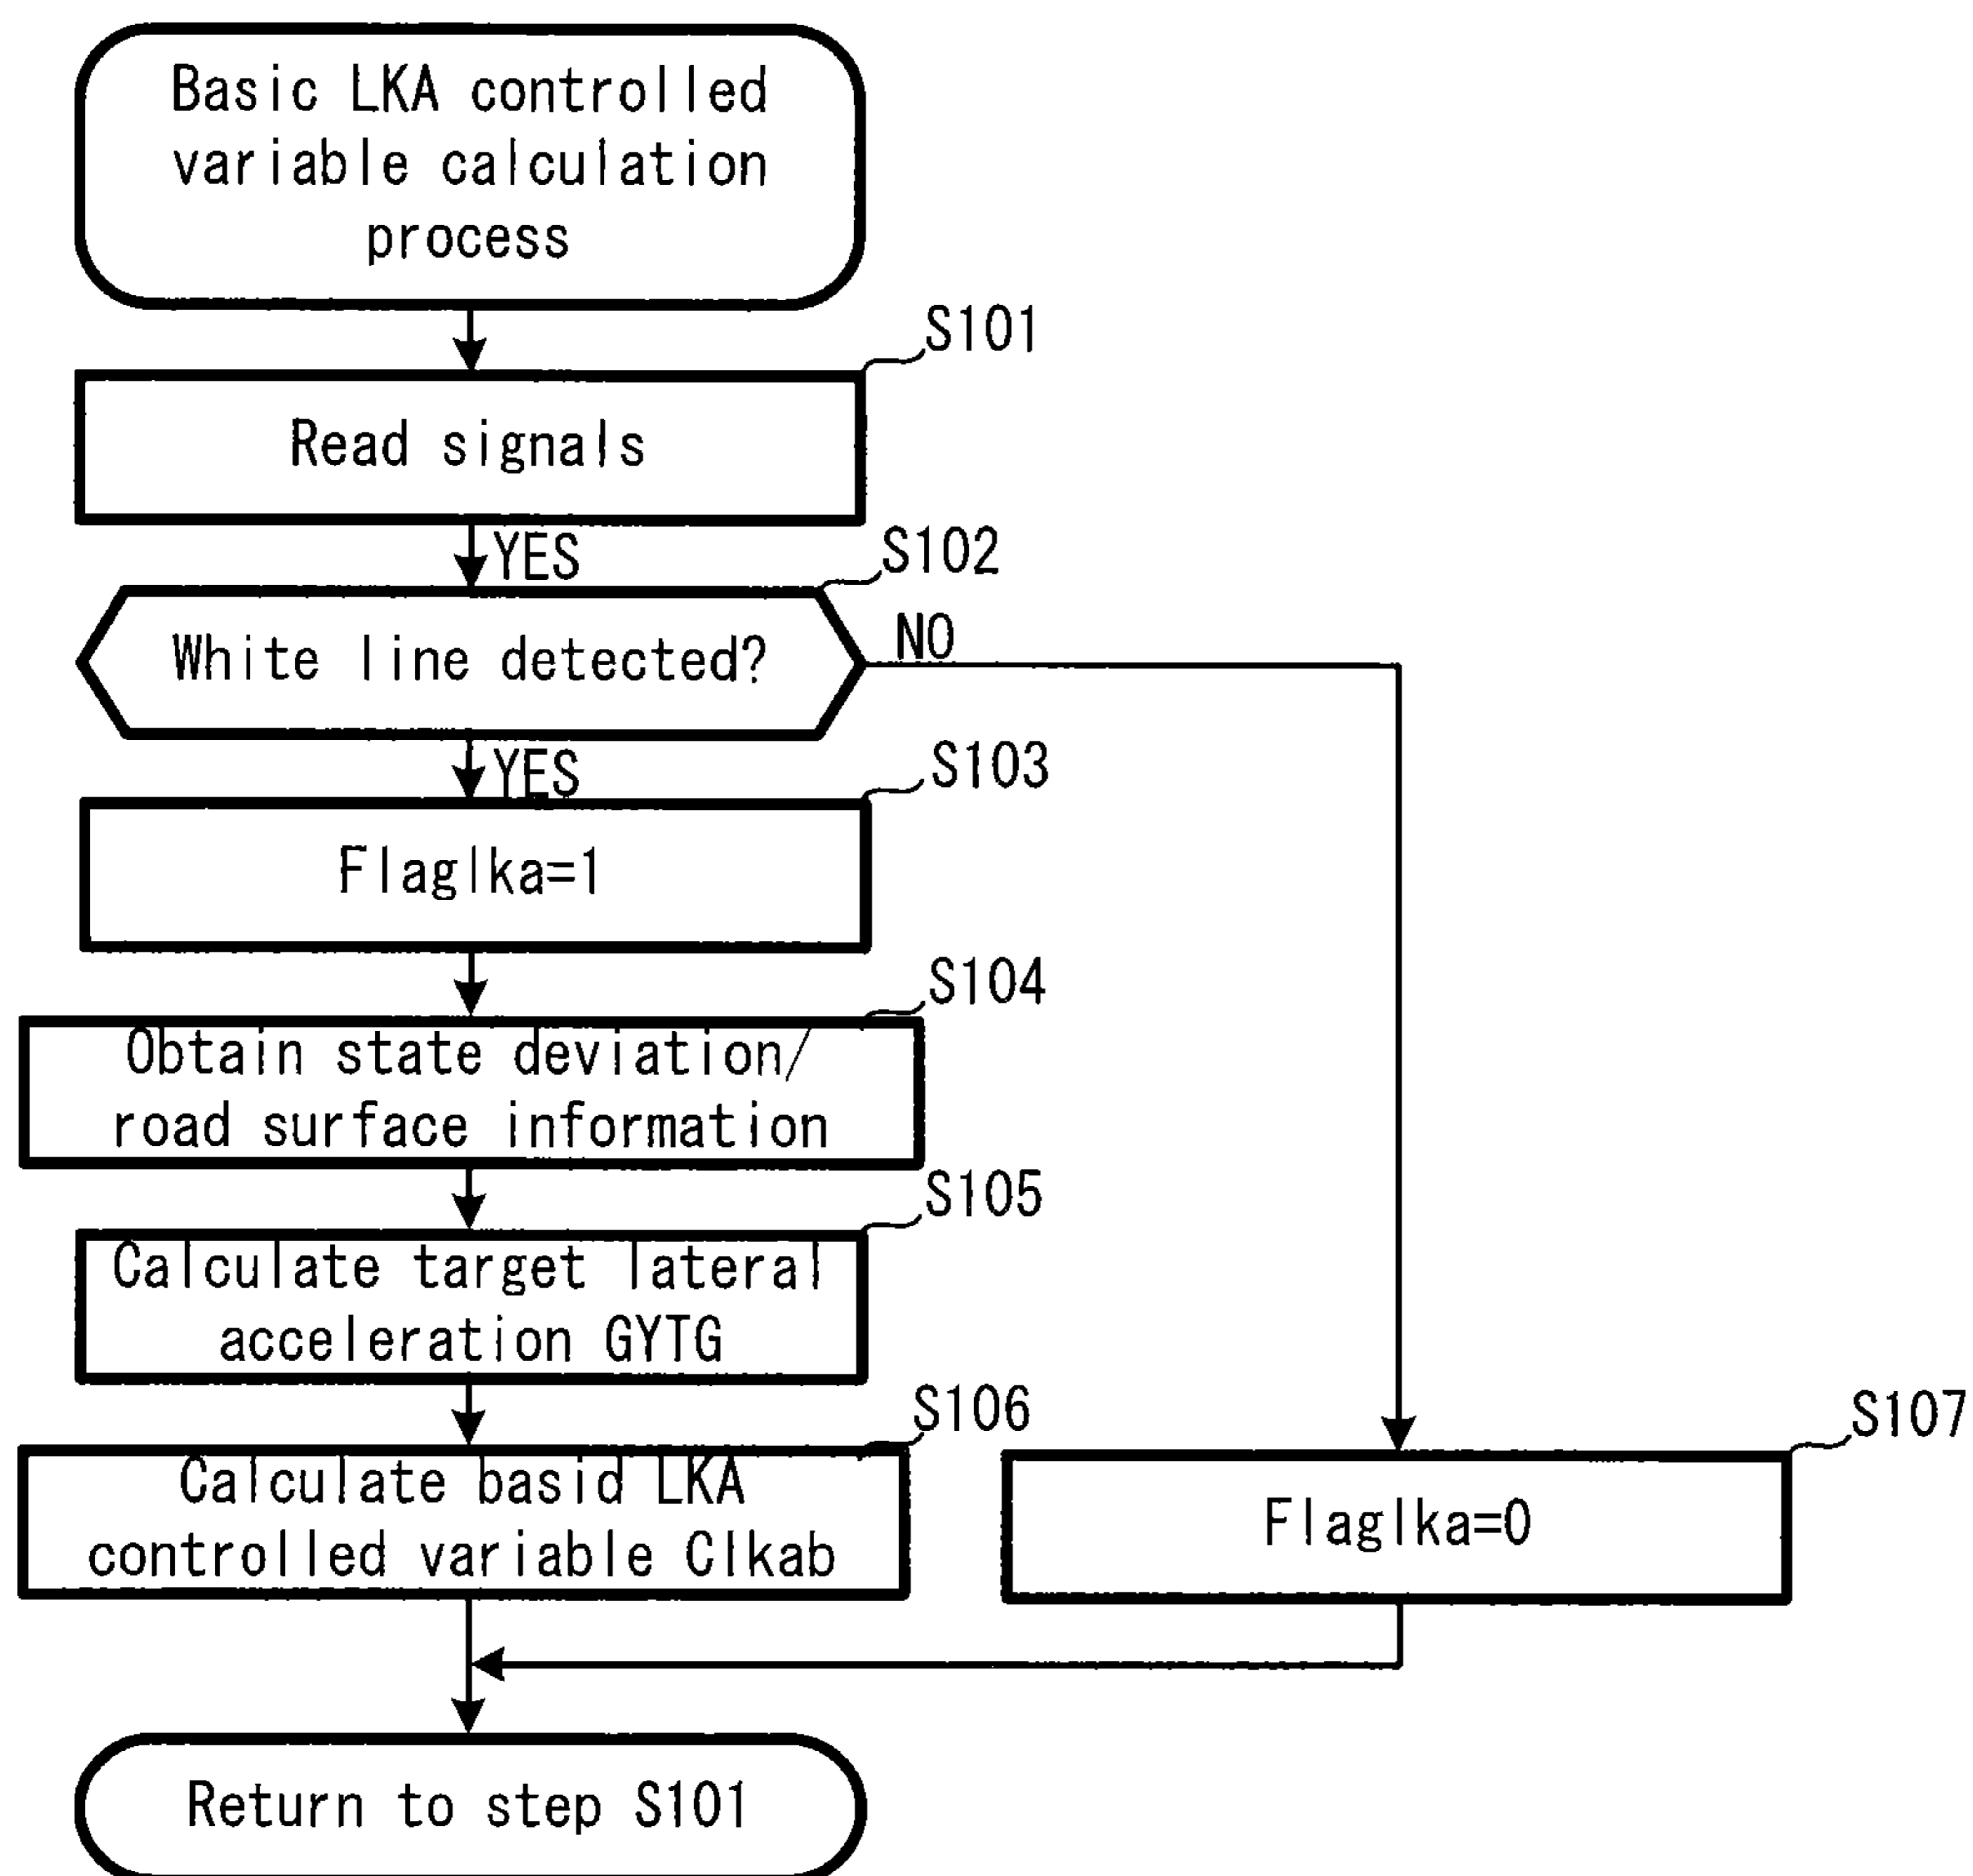 Basic LKA controlled
variable calculation
process
S101
Read signals
YES
S102
White line detected?
NO
YES
S103
Flaglka=1
S104
Obtain state deviation/
road surface information
S105
Calculate target lateral
acceleration GYTG
S106
Calculate basid LKA
controlled variable Clkab
S107
Flaglka=0
Return to step S101